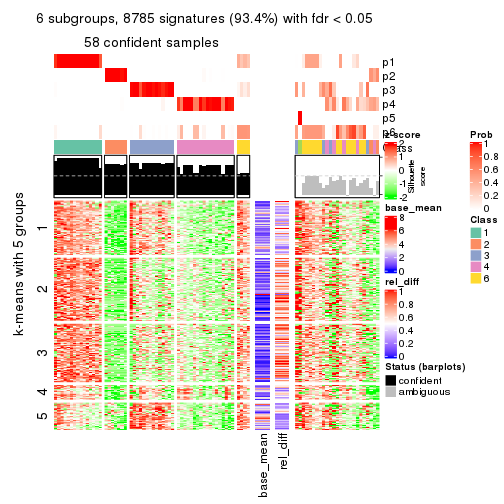 6 subgroups, 8785 signatures (93.4%) with fdr < 0.05
58 confident samples
p1
p2
p3
p4
p5
p6
z-score
2
-2
Class
Silhouette
score
Prob
1
0.8
0.6
0.4
0.2
0
base_mean
8
6
4
2
0
Class
1
2
3
4
6
rel_diff
1
0.8
0.6
0.4
0.2
0
Status (barplots)
confident
ambiguous
k-means with 5 groups
1
2
3
4
5
base_mean
rel_diff